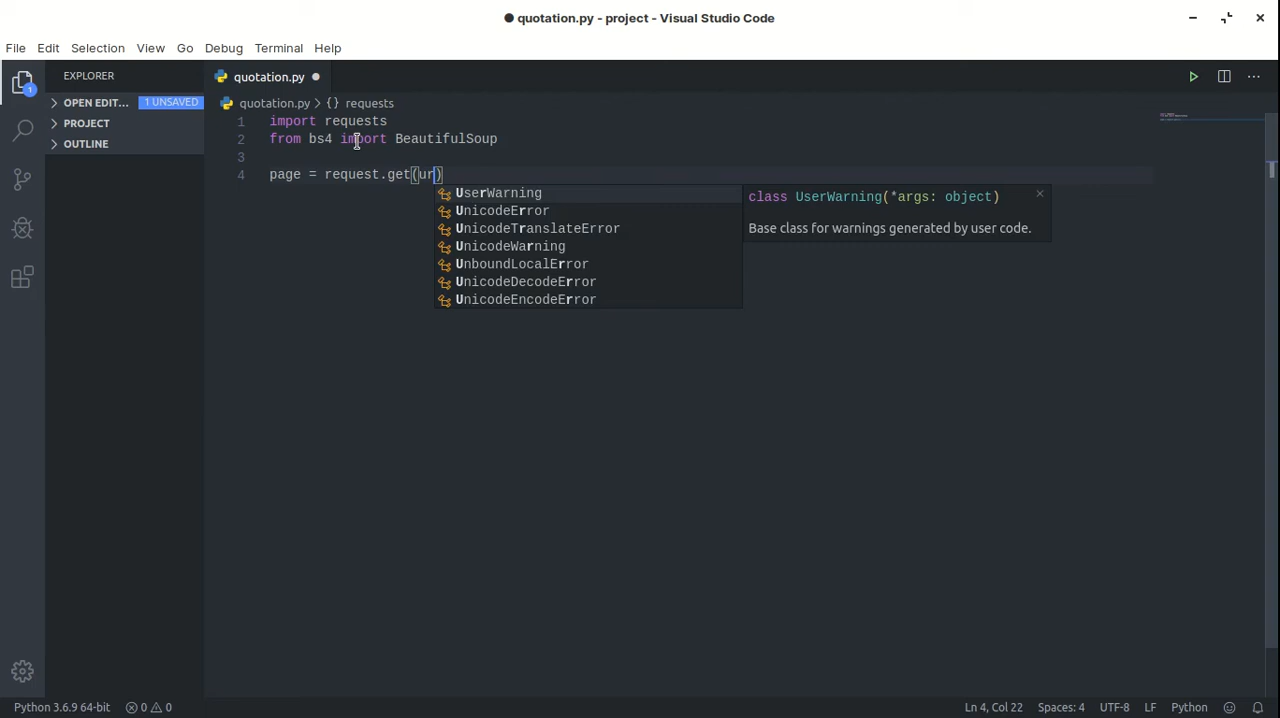 ● quotation.py - project - Visual Studio Code
File Edit Selection View Go Debug Terminal Help
EXPLORER
quotation.py ●
1
OPEN EDIT... 1 UNSAVED
PROJECT
OUTLINE
quotation.py > {} requests
1 import requests
2 from bs4 import BeautifulSoup
3
4 page = request.get(ur)
UserWarning
UnicodeError
UnicodeTranslateError
UnicodeWarning
UnboundLocalError
UnicodeDecodeError
UnicodeEncodeError
class UserWarning(*args: object)
Base class for warnings generated by user code.
Python 3.6.9 64-bit 0 0 Ln 4, Col 22 Spaces: 4 UTF-8 LF Python